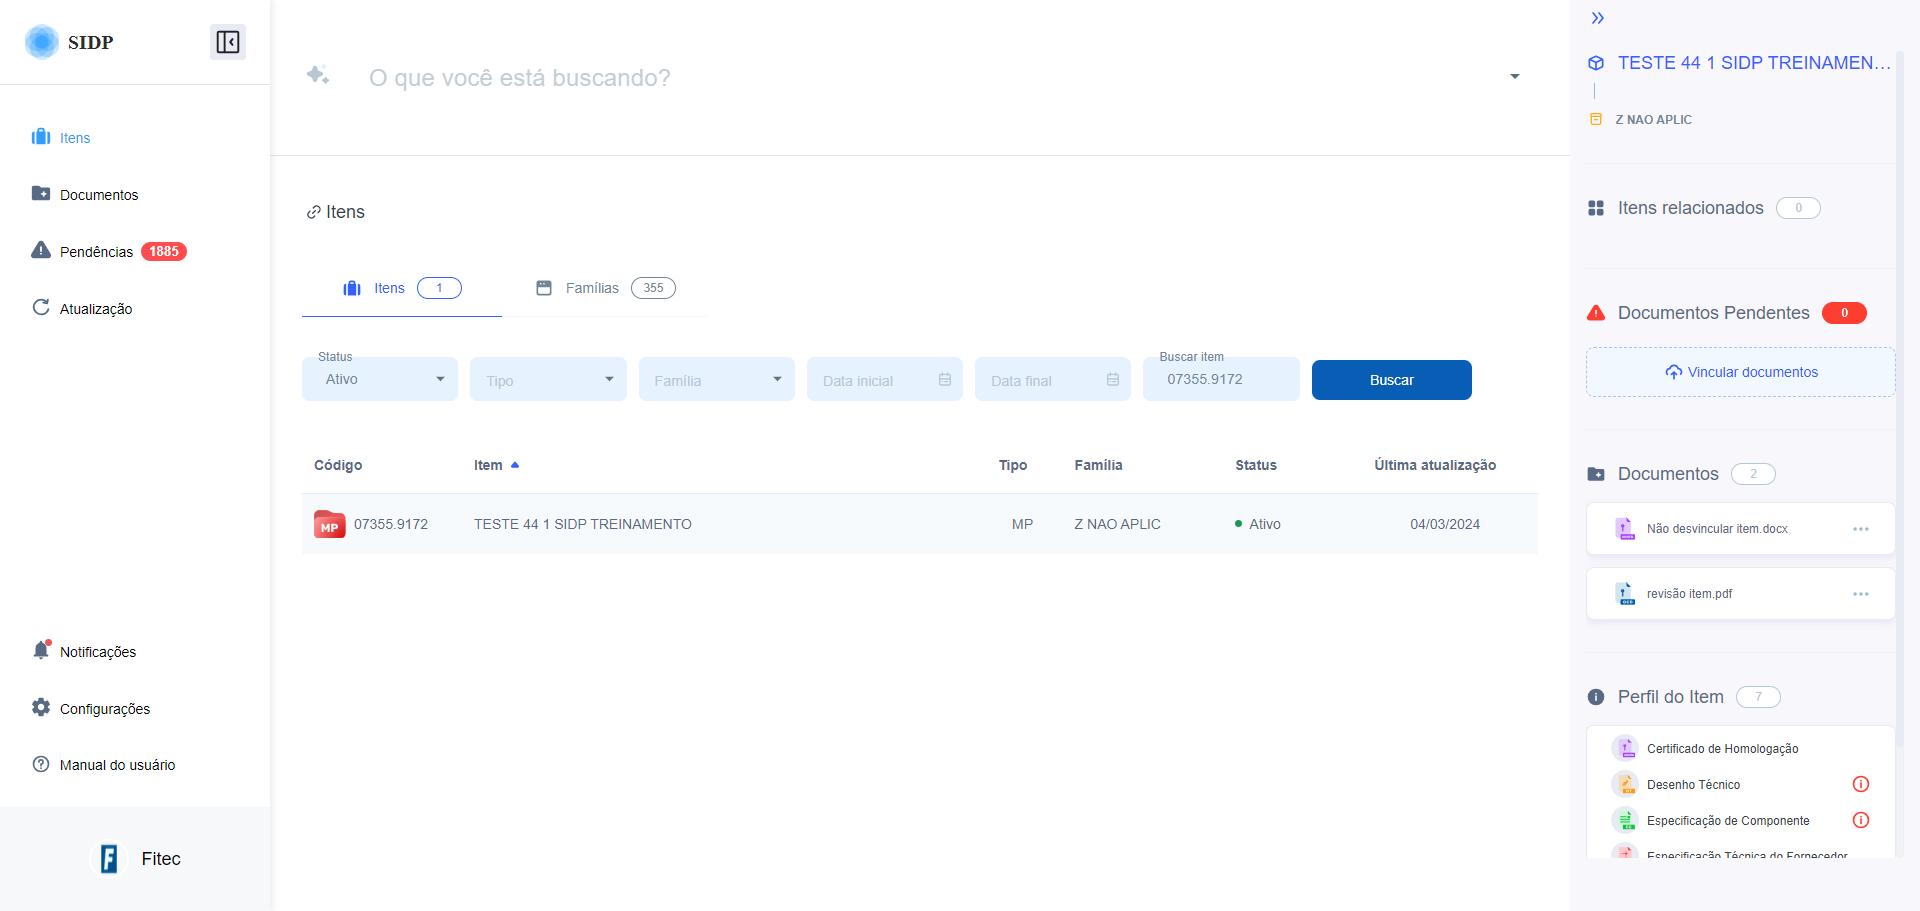 SIDP
Itens
Documentos
Pendências 1885
Atualização
Notificações
Configurações
Manual do usuário
Fitec
O que você está buscando?
Itens
Itens 1
Famílias 355
Status
Ativo
Tipo
Família
Data inicial
Data final
Buscar item
07355.9172
Buscar
Código Item Tipo Família Status Última atualização
MP 07355.9172 TESTE 44 1 SIDP TREINAMENTO MP Z NAO APLIC Ativo 04/03/2024
TESTE 44 1 SIDP TREINAMEN...
Z NAO APLIC
Itens relacionados 0
Documentos Pendentes 0
Vincular documentos
Documentos 2
Não desvincular item.docx
revisão item.pdf
Perfil do Item 7
Certificado de Homologação
Desenho Técnico
Especificação de Componente
Especificação Técnica do Fornecedor